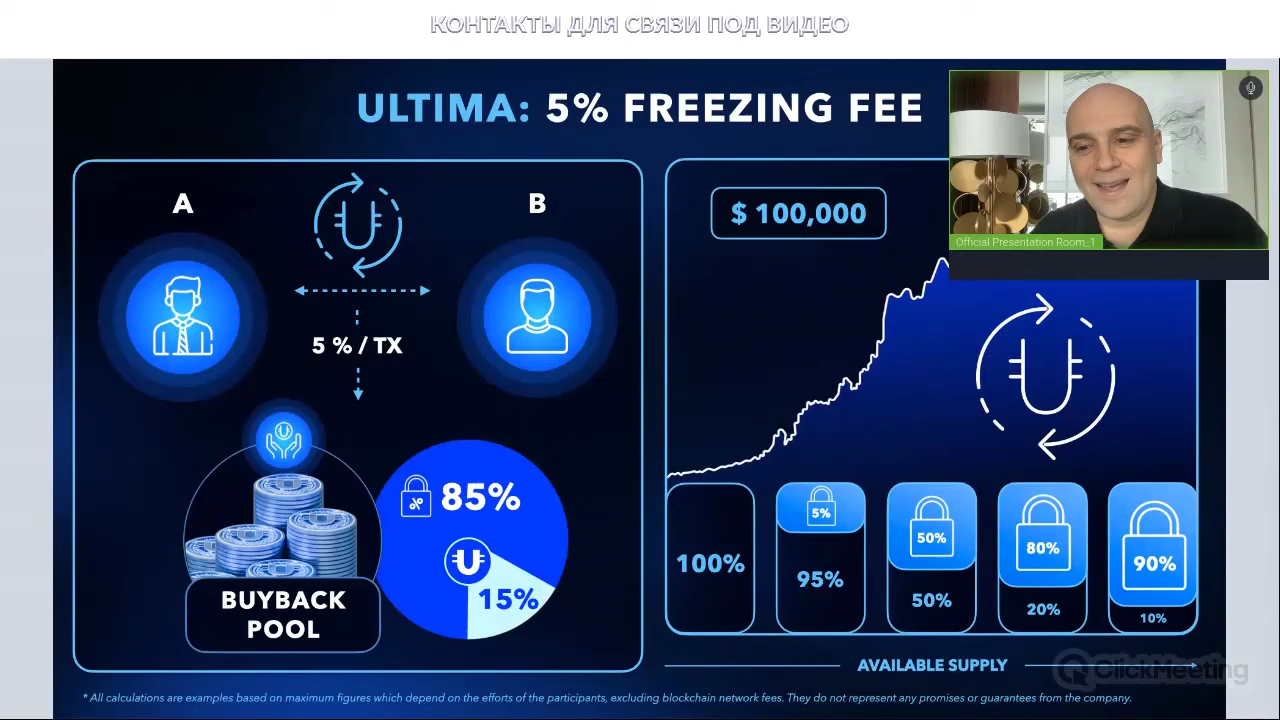 КОНТАКТЫ ДЛЯ СВЯЗИ ПОД ВИДЕО
ULTIMA: 5% FREEZING FEE
A
B
5 % / TX
85%
15%
BUYBACK
POOL
$ 100,000
Official Presentation Room_1
100%
5%
95%
50%
50%
80%
20%
90%
10%
AVAILABLE SUPPLY
ClickMeeting
* All calculations are examples based on maximum figures which depend on the efforts of the participants, excluding blockchain network fees. They do not represent any promises or guarantees from the company.